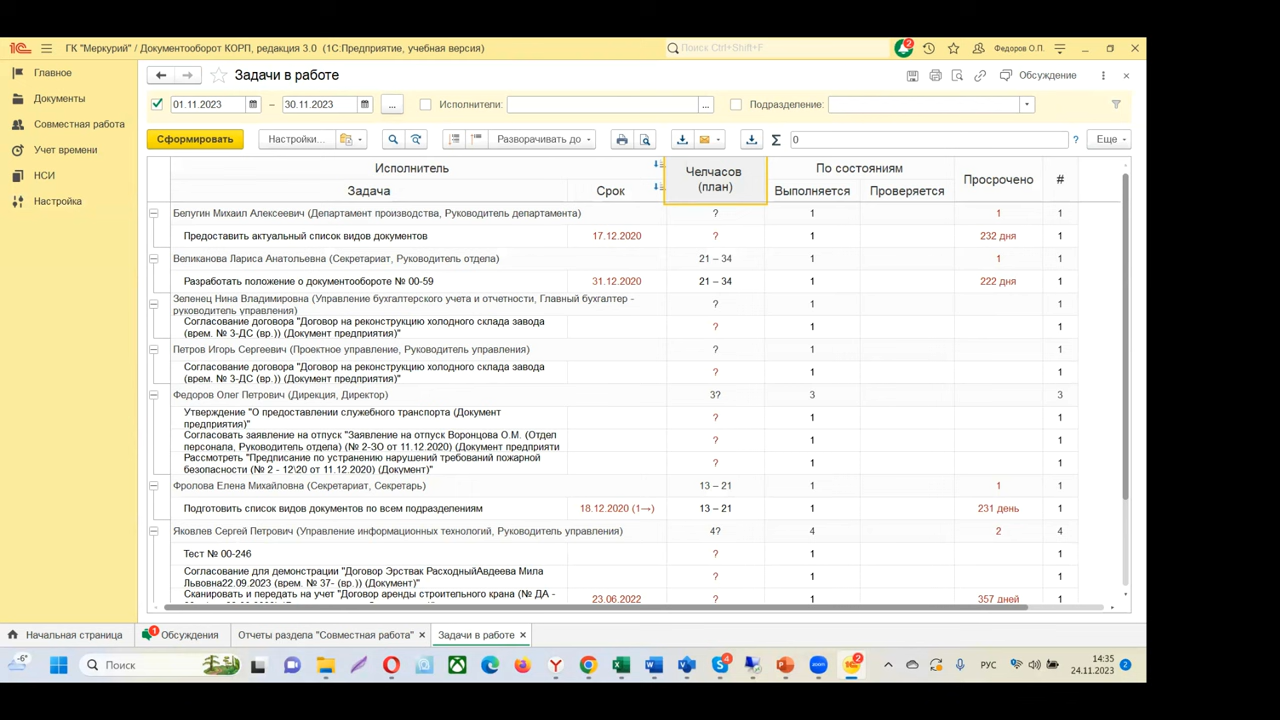 ГК "Меркурий" / Документооборот КОРП, редакция 3.0 (1С:Предприятие, учебная версия)
Поиск Ctrl+Shift+F
2
Федоров О.П.
Главное
Документы
Совместная работа
Учет времени
НСИ
Настройка
Задачи в работе
Обсуждение
01.11.2023 – 30.11.2023 ... Исполнители: ... Подразделение:
Сформировать Настройки... Разворачивать до Σ 0 ? Еще
Исполнитель Челчасов (план) По состояниям Просрочено #
Задача Срок Выполняется Проверяется
Белугин Михаил Алексеевич (Департамент производства, Руководитель департамента) ? 1 1 1
Предоставить актуальный список видов документов 17.12.2020 ? 1 232 дня 1
Великанова Лариса Анатольевна (Секретариат, Руководитель отдела) 21 – 34 1 1 1
Разработать положение о документообороте № 00-59 31.12.2020 21 – 34 1 222 дня 1
Зеленец Нина Владимировна (Управление бухгалтерского учета и отчетности, Главный бухгалтер -
руководитель управления) ? 1 1
Согласование договора "Договор на реконструкцию холодного склада завода
(врем. № 3-ДС (вр.)) (Документ предприятия)" ? 1 1
Петров Игорь Сергеевич (Проектное управление, Руководитель управления) ? 1 1
Согласование договора "Договор на реконструкцию холодного склада завода
(врем. № 3-ДС (вр.)) (Документ предприятия)" ? 1 1
Федоров Олег Петрович (Дирекция, Директор) 3? 3 3
Утверждение "О предоставлении служебного транспорта (Документ
предприятия)" ? 1 1
Согласовать заявление на отпуск "Заявление на отпуск Воронцова О.М. (Отдел
персонала, Руководитель отдела) (№ 2-ЗО от 11.12.2020) (Документ предприяти ? 1 1
Рассмотреть "Предписание по устранению нарушений требований пожарной
безопасности (№ 2 - 12\20 от 11.12.2020) (Документ)" ? 1 1
Фролова Елена Михайловна (Секретариат, Секретарь) 13 – 21 1 1 1
Подготовить список видов документов по всем подразделениям 18.12.2020 (1→) 13 – 21 1 231 день 1
Яковлев Сергей Петрович (Управление информационных технологий, Руководитель управления) 4? 4 2 4
Тест № 00-246 ? 1 1
Согласование для демонстрации "Договор Эрствак РасходныйАвдеева Мила
Львовна22.09.2023 (врем. № 37- (вр.)) (Документ)" ? 1 1
Сканировать и передать на учет "Договор аренды строительного крана (№ ДА - 23.06.2022 ? 1 357 дней 1
Начальная страница 1 Обсуждения Отчеты раздела "Совместная работа" × Задачи в работе ×
-6° Поиск 4 2 РУС 14:35
24.11.2023 2